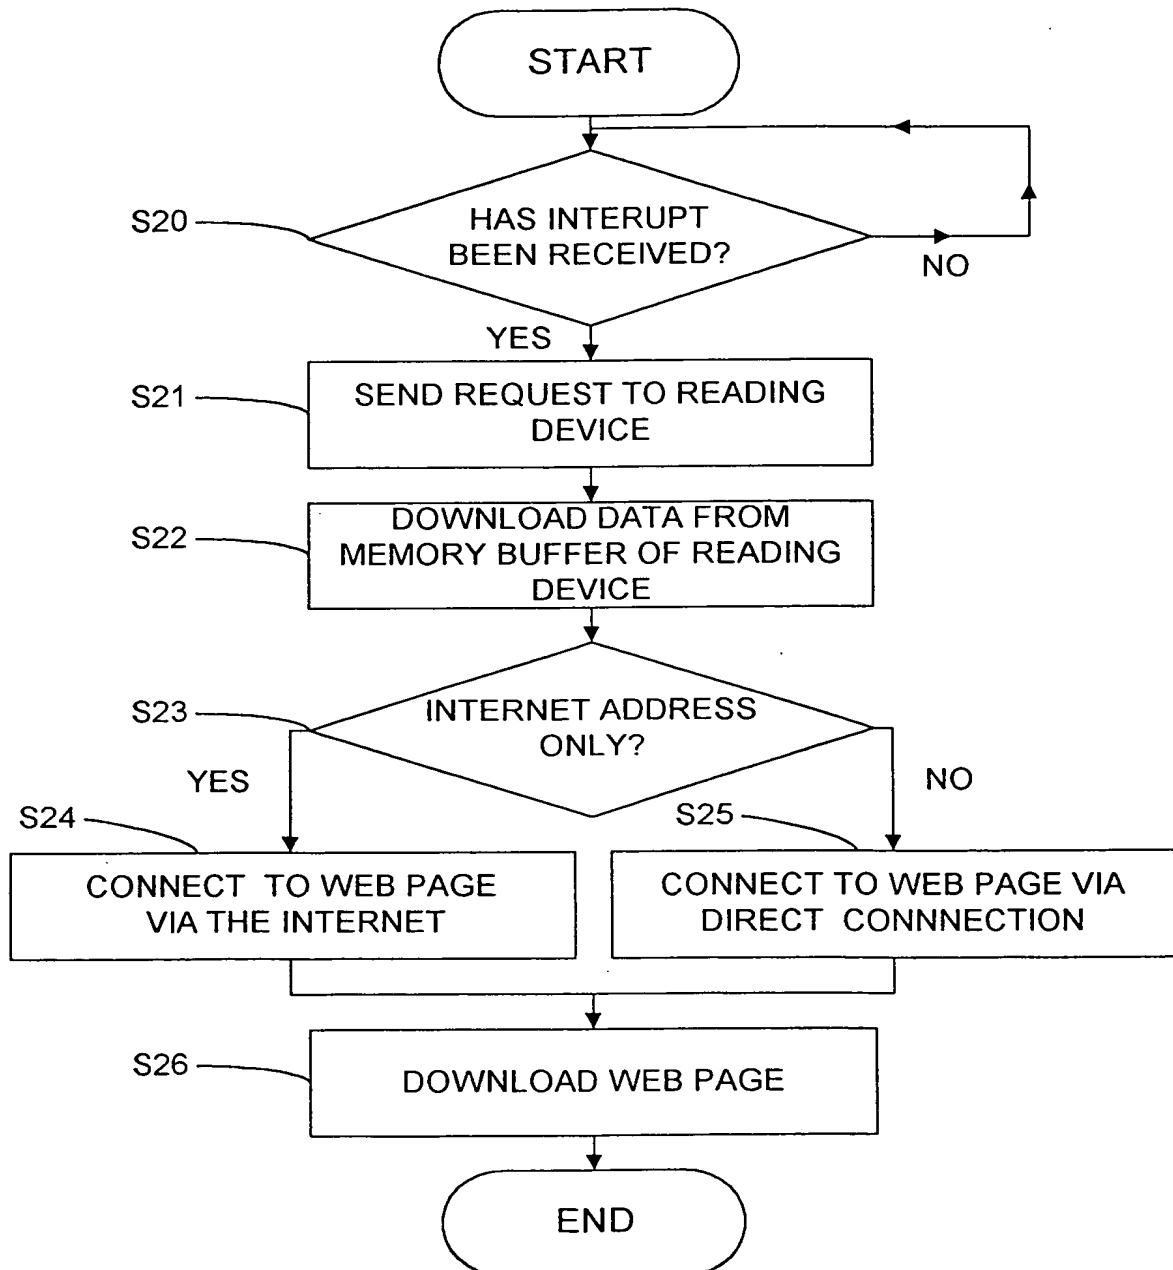 START
S20
HAS INTERUPT
BEEN RECEIVED?
NO
YES
S21
SEND REQUEST TO READING
DEVICE
S22
DOWNLOAD DATA FROM
MEMORY BUFFER OF READING
DEVICE
S23
INTERNET ADDRESS
ONLY?
YES
NO
S24
CONNECT TO WEB PAGE
VIA THE INTERNET
S25
CONNECT TO WEB PAGE VIA
DIRECT CONNNECTION
S26
DOWNLOAD WEB PAGE
END